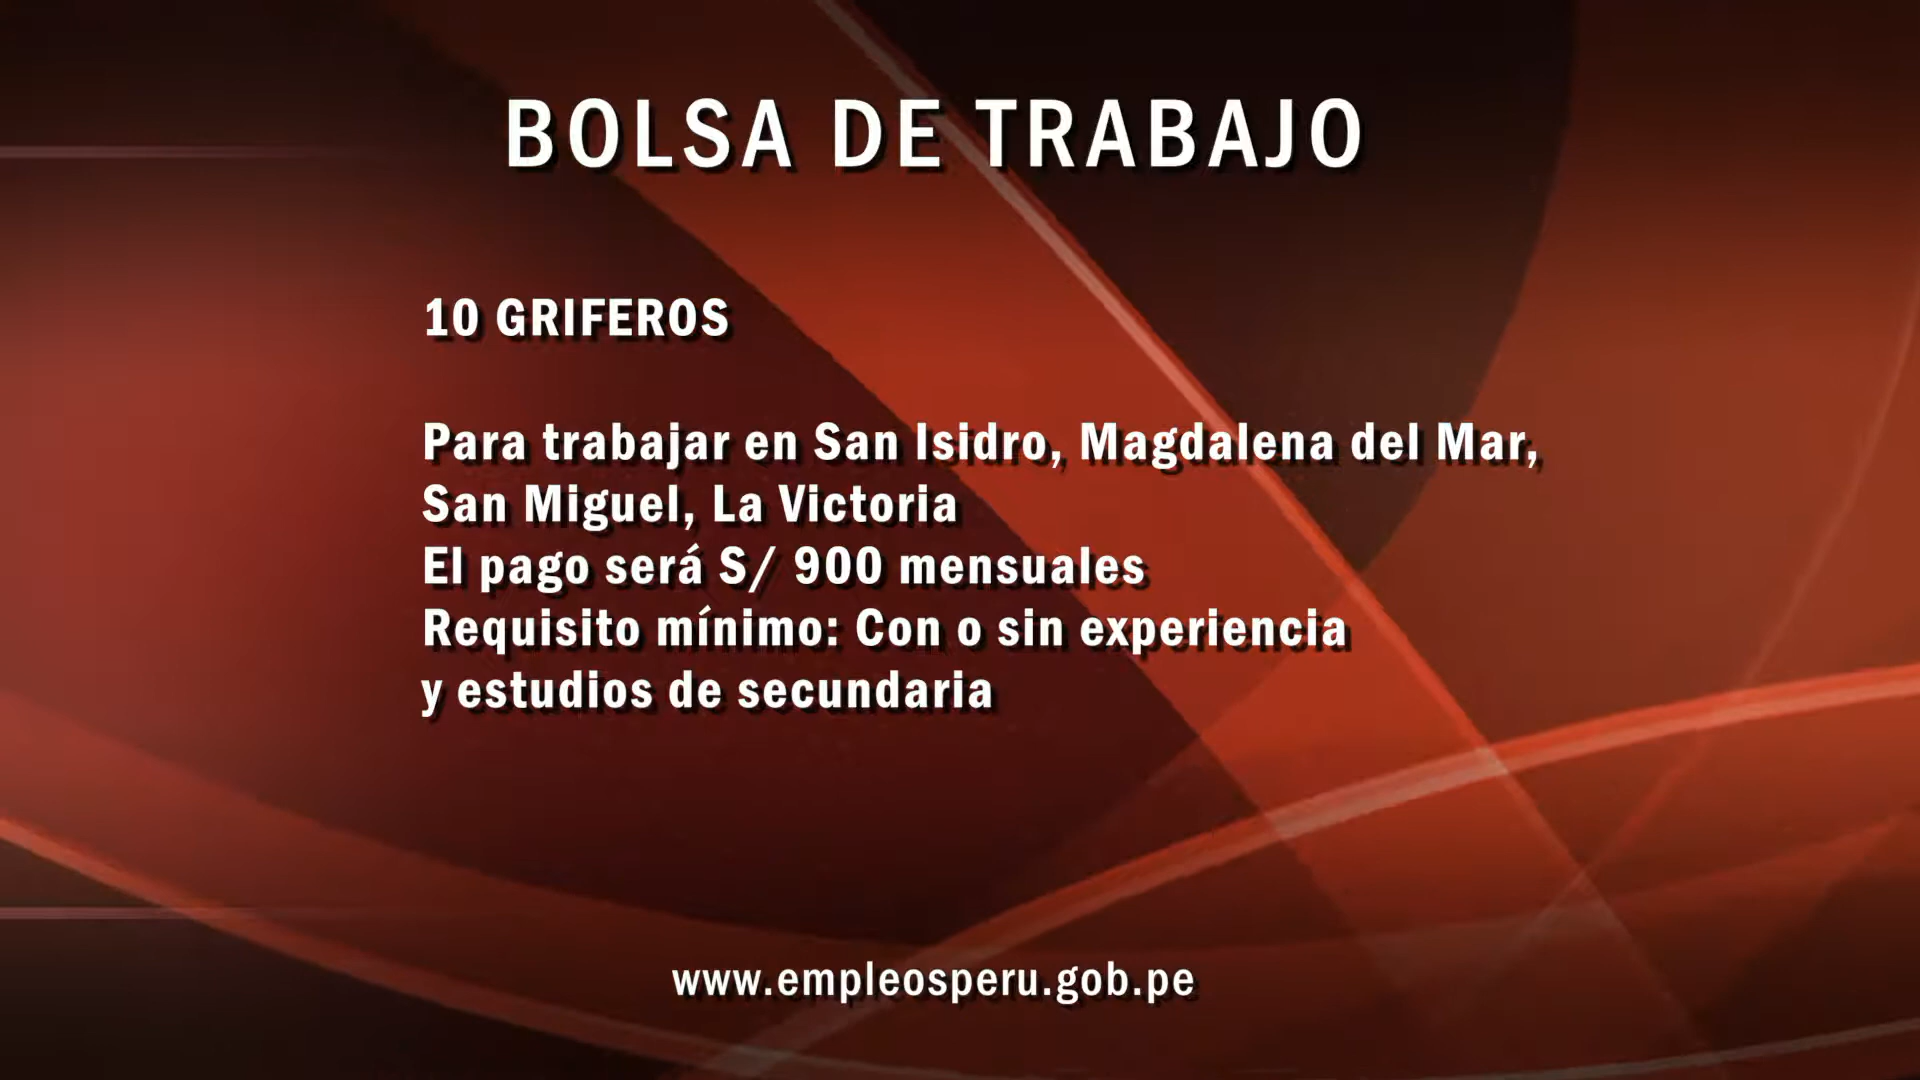 BOLSA DE TRABAJO
10 GRIFEROS
Para trabajar en San Isidro, Magdalena del Mar,
San Miguel, La Victoria
El pago será S/ 900 mensuales
Requisito mínimo: Con o sin experiencia
y estudios de secundaria
www.empleosperu.gob.pe